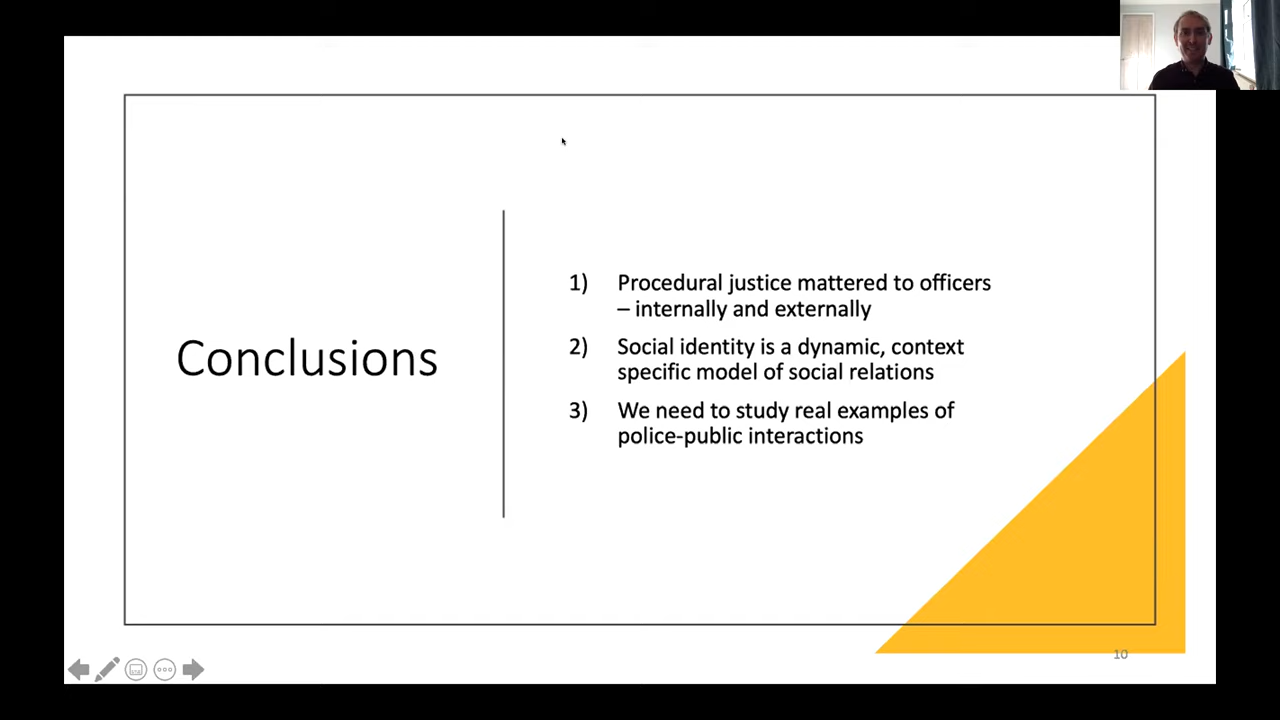 Conclusions
1) Procedural justice mattered to officers
– internally and externally
2) Social identity is a dynamic, context
specific model of social relations
3) We need to study real examples of
police-public interactions
10